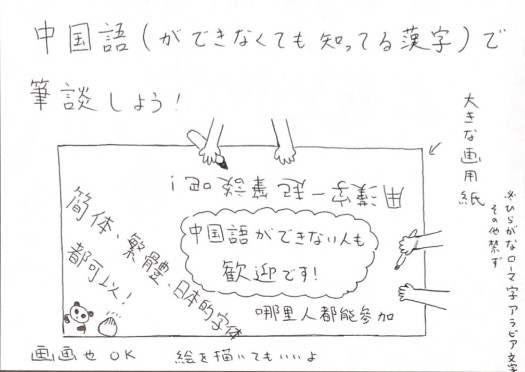 中国語(ができなくても知ってる漢字)で
筆談しよう!
大きな画用紙
※ひらがなローマ字アラビア文字
その他禁ず
用漢字一起筆談吧!
簡体、繁體、日本的字体
都可以!
中国語ができない人も
歓迎です!
哪里人都能参加
画画也OK
絵を描いてもいいよ